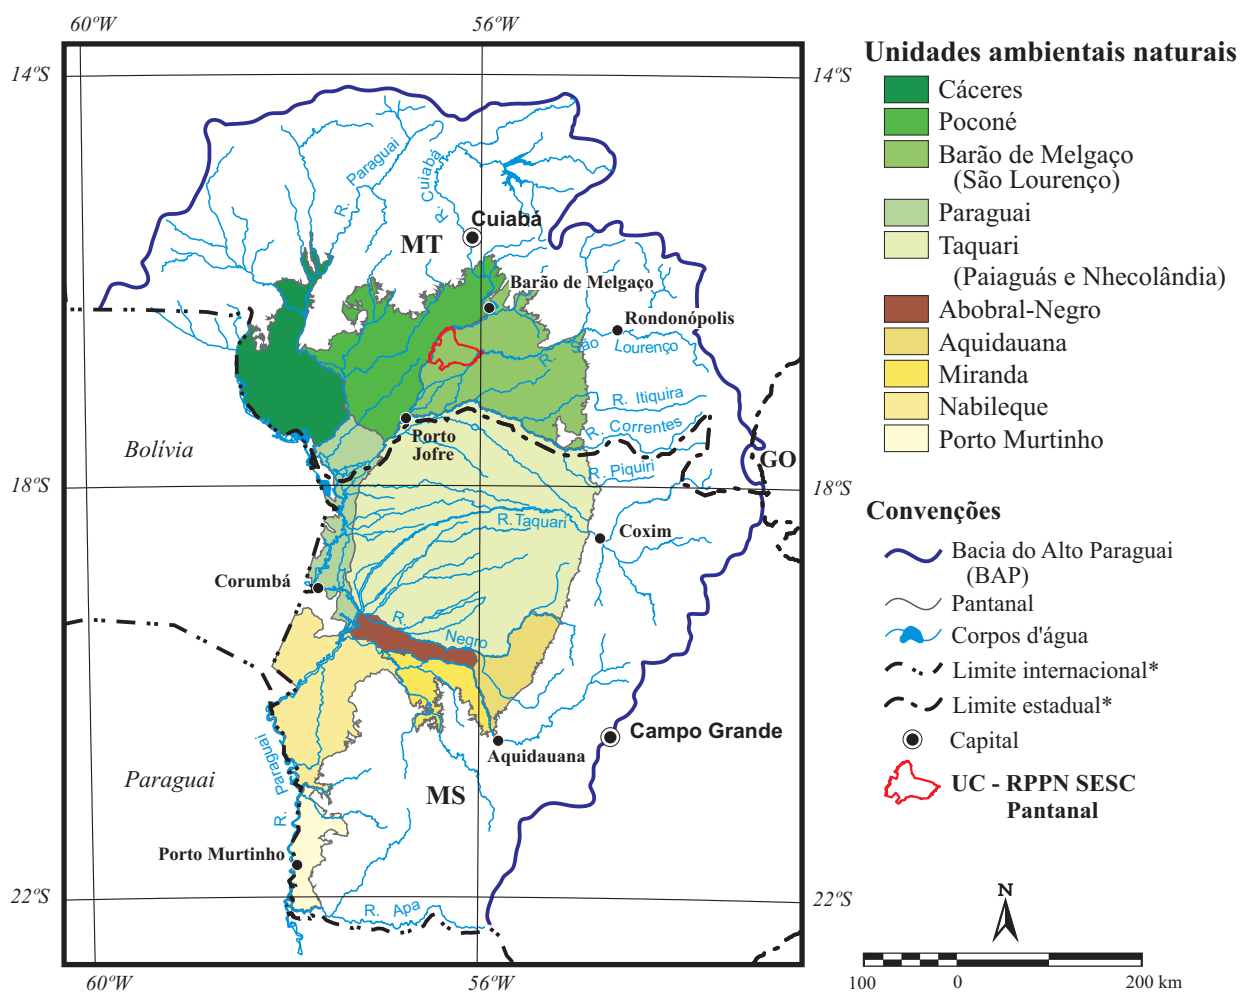 60ºW
56ºW
14ºS
14ºS
R. Paraguai
R. Cuiabá
Cuiabá
MT
Barão de Melgaço
Rondonópolis
R. São Lourenço
R. Itiquira
R. Correntes
Porto
Jofre
R. Piquiri
GO
Bolívia
18ºS
18ºS
R. Taquari
Coxim
Corumbá
R. Negro
Campo Grande
Aquidauana
R. Paraguai
Paraguai
MS
Porto Murtinho
22ºS
22ºS
R. Apa
60ºW
56ºW
Unidades ambientais naturais
Cáceres
Poconé
Barão de Melgaço
(São Lourenço)
Paraguai
Taquari
(Paiaguás e Nhecolândia)
Abobral-Negro
Aquidauana
Miranda
Nabileque
Porto Murtinho
Convenções
Bacia do Alto Paraguai
(BAP)
Pantanal
Corpos d'água
Limite internacional*
Limite estadual*
Capital
UC - RPPN SESC
Pantanal
N
100 0 200 km